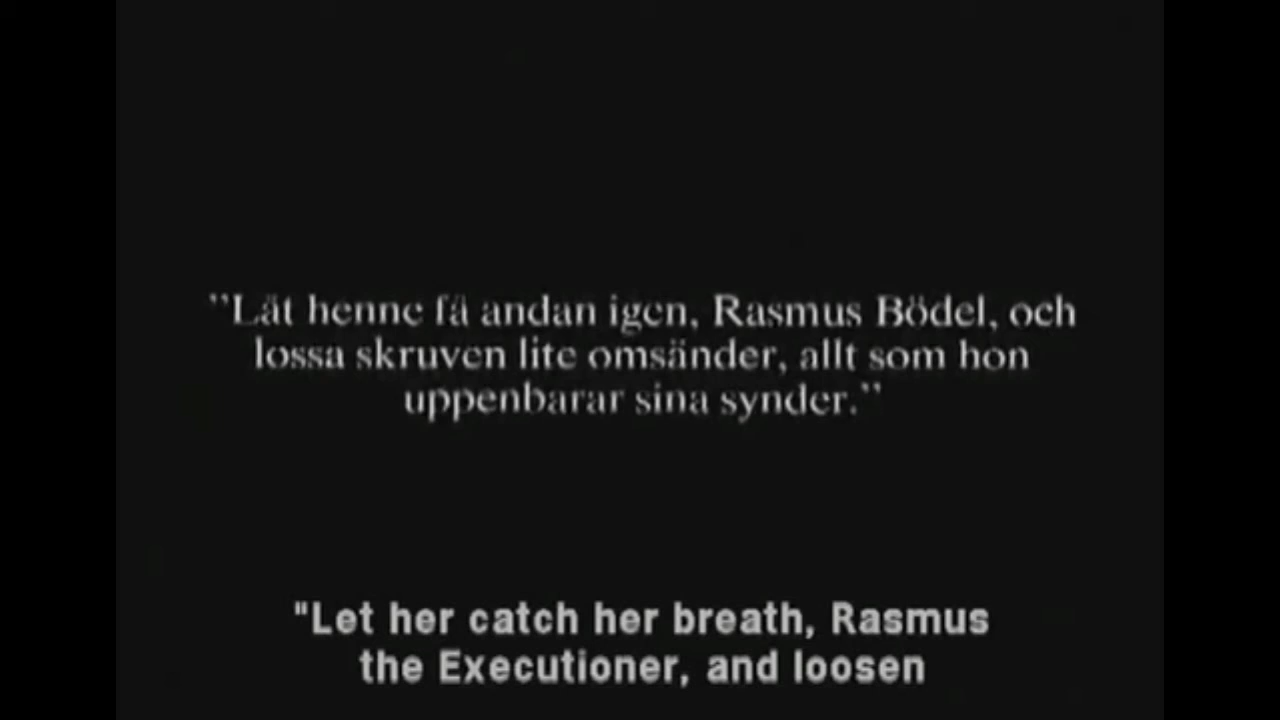 ”Låt henne få andan igen, Rasmus Bödel, och
lossa skruven lite omsänder, allt som hon
uppenbarar sina synder.”
"Let her catch her breath, Rasmus
the Executioner, and loosen